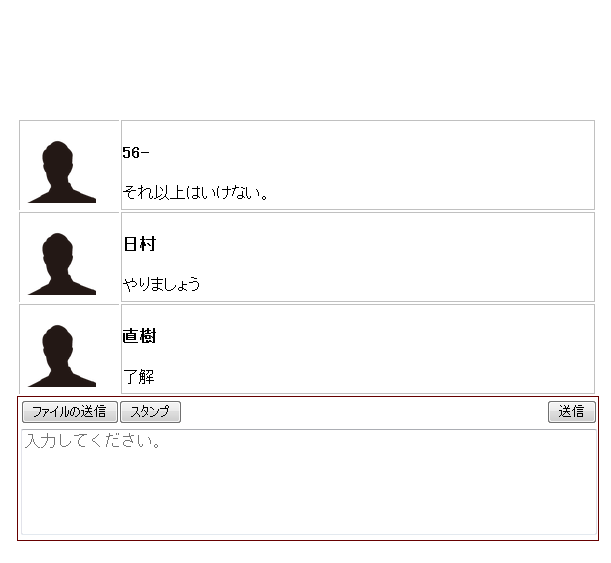 56-
それ以上はいけない。
日村
やりましょう
直樹
了解
ファイルの送信 スタンプ 送信
入力してください。